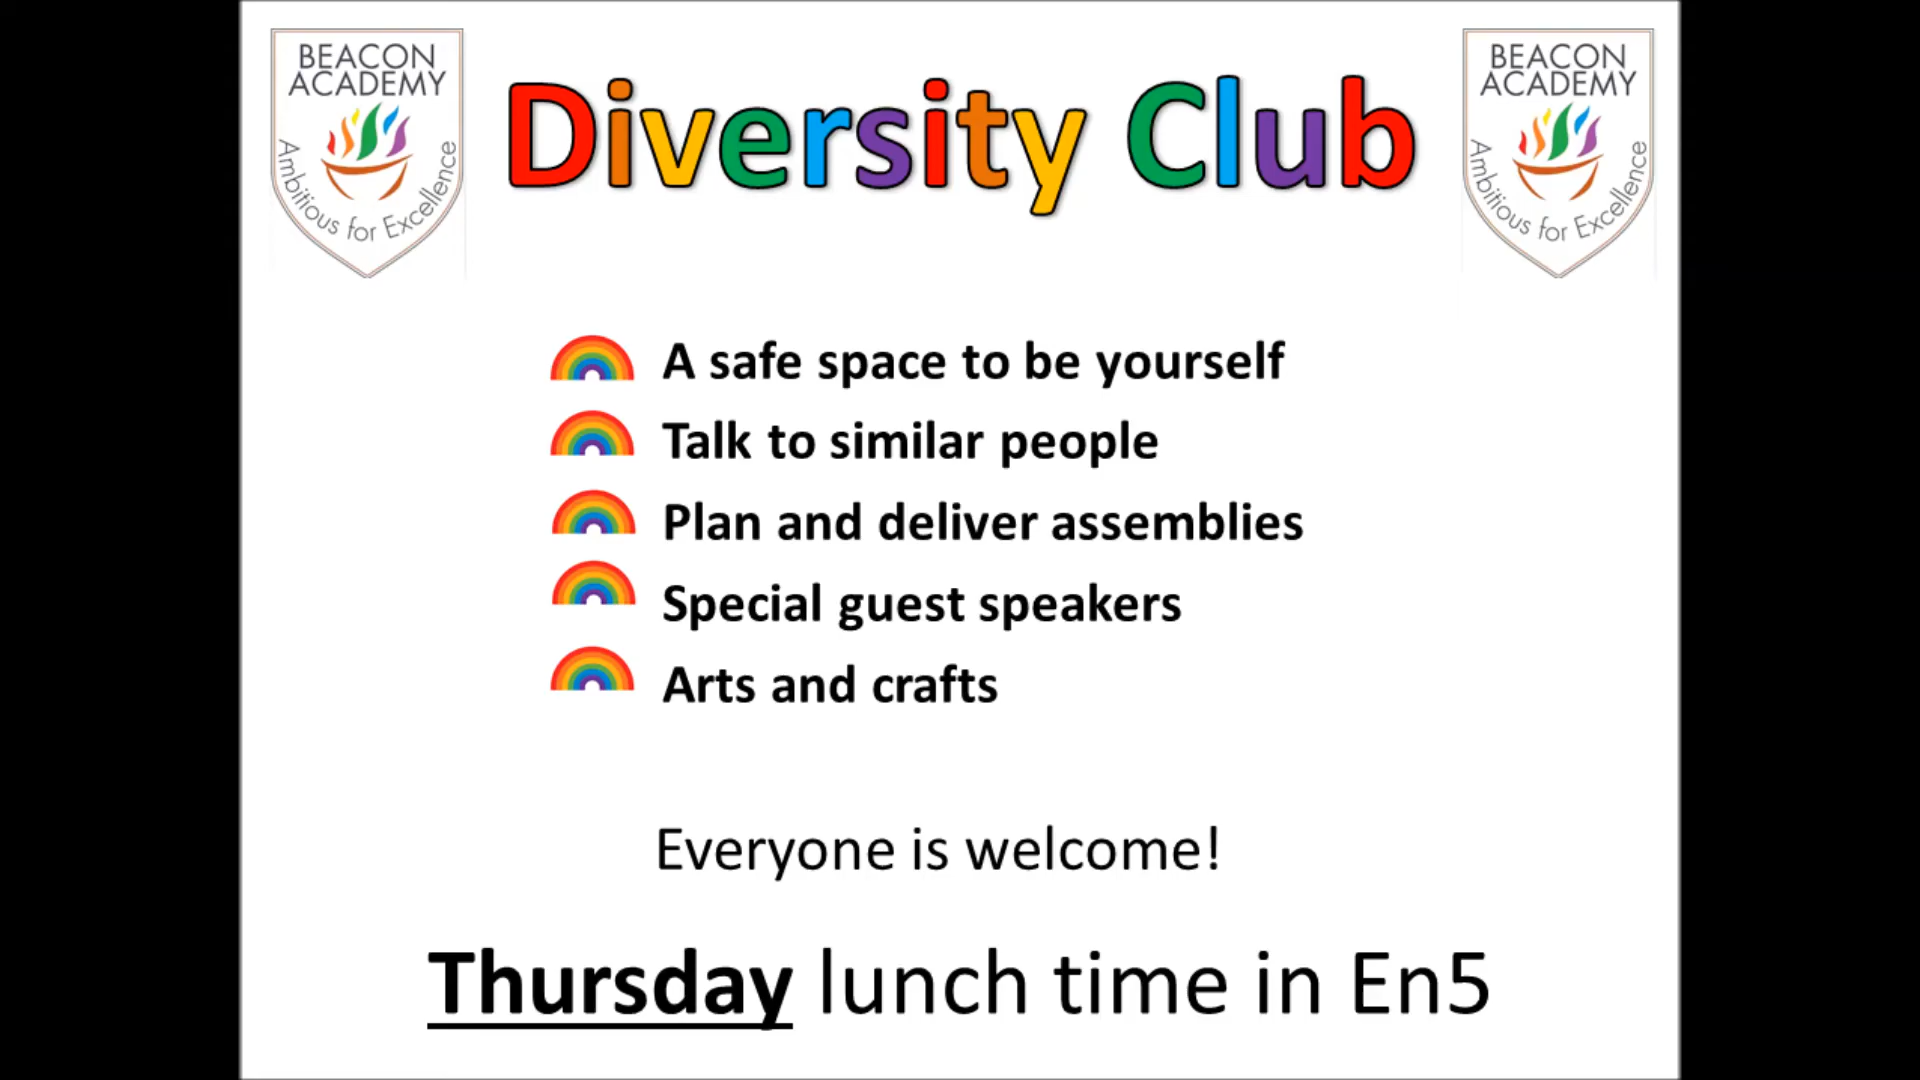 BEACON
ACADEMY
Ambitious for Excellence
Diversity Club
BEACON
ACADEMY
Ambitious for Excellence
A safe space to be yourself
Talk to similar people
Plan and deliver assemblies
Special guest speakers
Arts and crafts
Everyone is welcome!
Thursday lunch time in En5